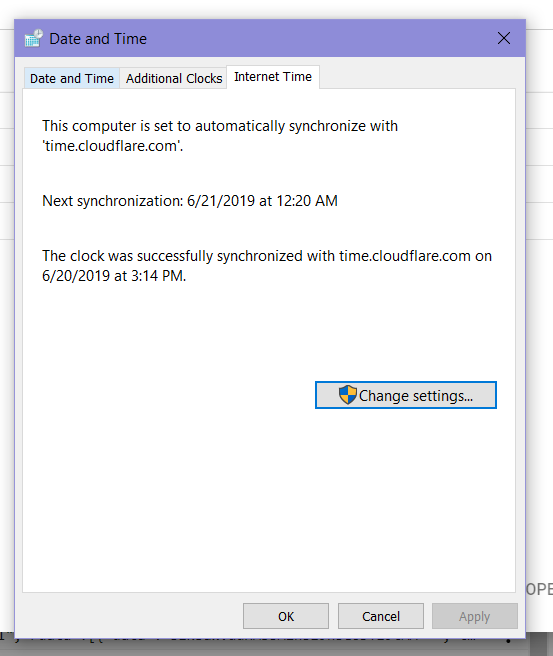 Date and Time
Date and Time Additional Clocks Internet Time
This computer is set to automatically synchronize with
'time.cloudflare.com'.
Next synchronization: 6/21/2019 at 12:20 AM
The clock was successfully synchronized with time.cloudflare.com on
6/20/2019 at 3:14 PM.
Change settings...
OPE
OK Cancel Apply